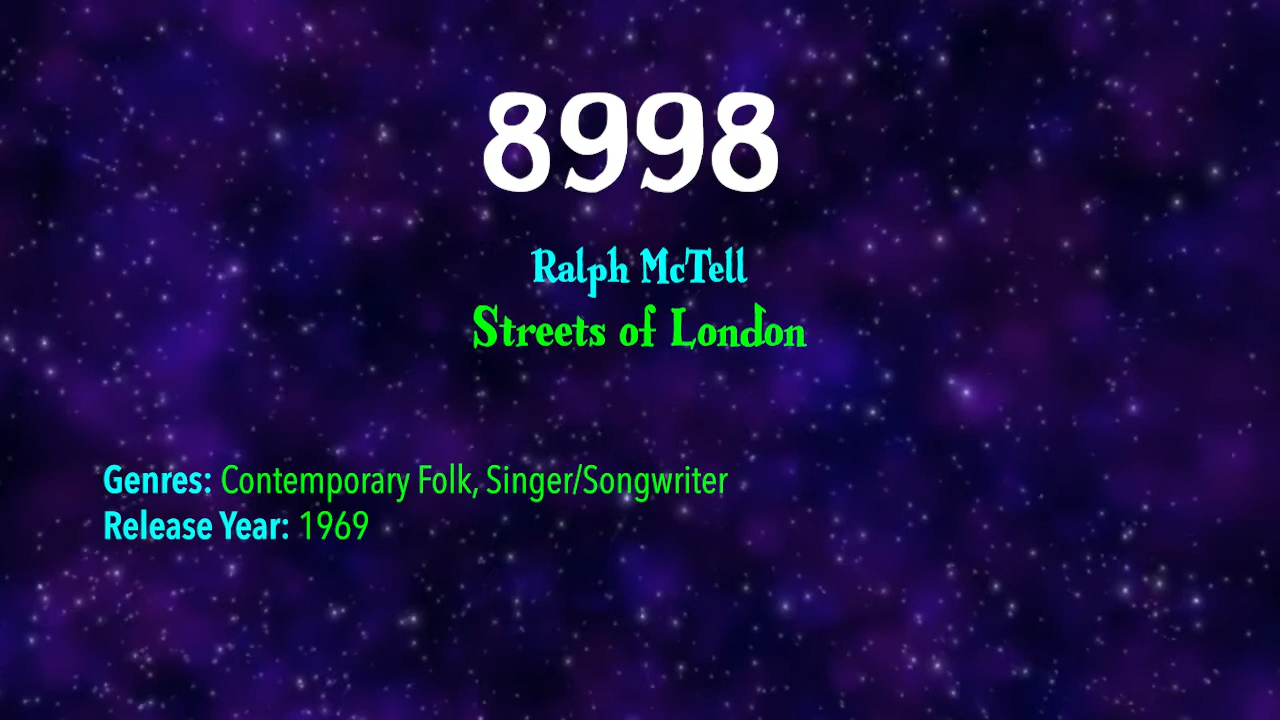 8998
Ralph McTell
Streets of London
Genres: Contemporary Folk, Singer/Songwriter
Release Year: 1969